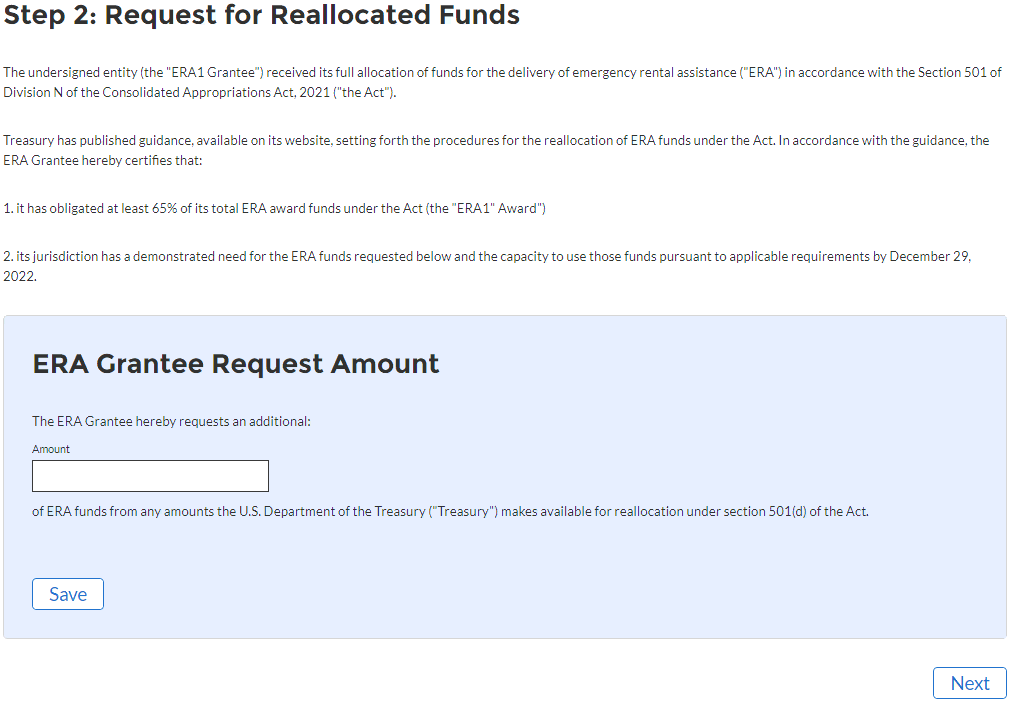 Step 2: Request for Reallocated Funds
The undersigned entity (the "ERA1 Grantee") received its full allocation of funds for the delivery of emergency rental assistance ("ERA") in accordance with the Section 501 of
Division N of the Consolidated Appropriations Act, 2021 ("the Act").
Treasury has published guidance, available on its website, setting forth the procedures for the reallocation of ERA funds under the Act. In accordance with the guidance, the
ERA Grantee hereby certifies that:
1. it has obligated at least 65% of its total ERA award funds under the Act (the "ERA1" Award")
2. its jurisdiction has a demonstrated need for the ERA funds requested below and the capacity to use those funds pursuant to applicable requirements by December 29,
2022.
ERA Grantee Request Amount
The ERA Grantee hereby requests an additional:
Amount
of ERA funds from any amounts the U.S. Department of the Treasury ("Treasury") makes available for reallocation under section 501(d) of the Act.
Save
Next